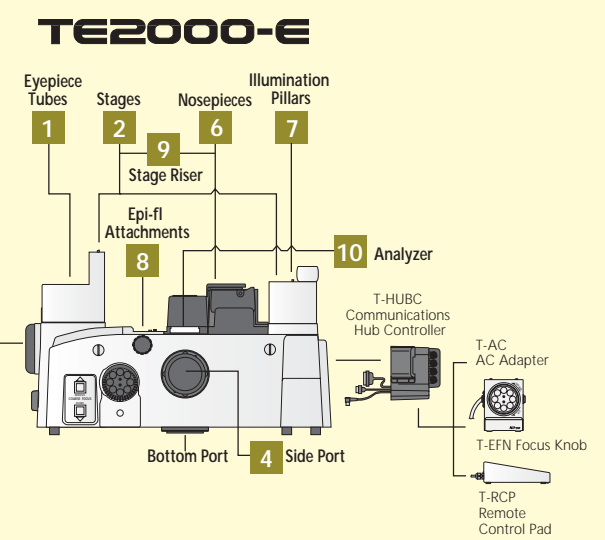 TE2000-E
Eyepiece
Tubes
1
Stages
2
Nosepieces
6
Illumination
Pillars
7
9
Stage Riser
Epi-fl
Attachments
8
10 Analyzer
T-HUBC
Communications
Hub Controller
T-AC
AC Adapter
COARSE FOCUS
T-EFN Focus Knob
Bottom Port
4 Side Port
T-RCP
Remote
Control Pad